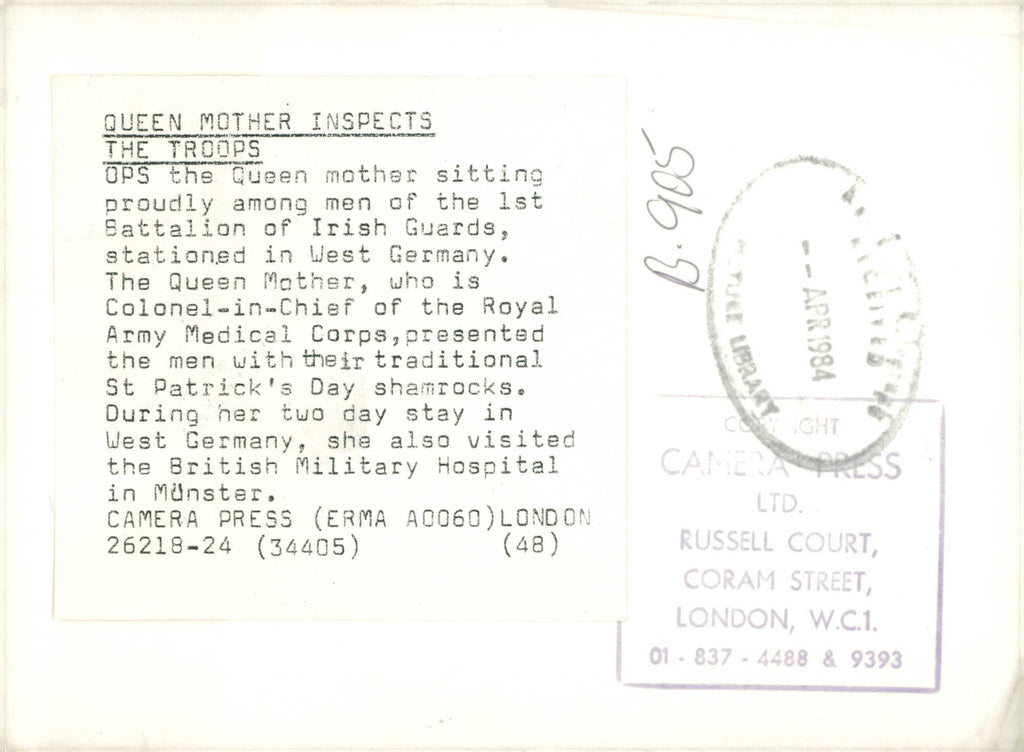 QUEEN MOTHER INSPECTS
THE TROOPS
OPS the Queen mother sitting
proudly among men of the 1st
Battalion of Irish Guards,
stationed in West Germany.
The Queen Mother, who is
Colonel-in-Chief of the Royal
Army Medical Corps,presented
the men with their traditional
St Patrick's Day shamrocks.
During her two day stay in
West Germany, she also visited
the British Military Hospital
in Münster.
CAMERA PRESS (ERMA A0060)LONDON
26218-24 (34405) (48)
B.905
-- APR 1984
LIBRARY
COPYRIGHT
CAMERA PRESS
LTD.
RUSSELL COURT,
CORAM STREET,
LONDON, W.C.1.
01 - 837 - 4488 & 9393